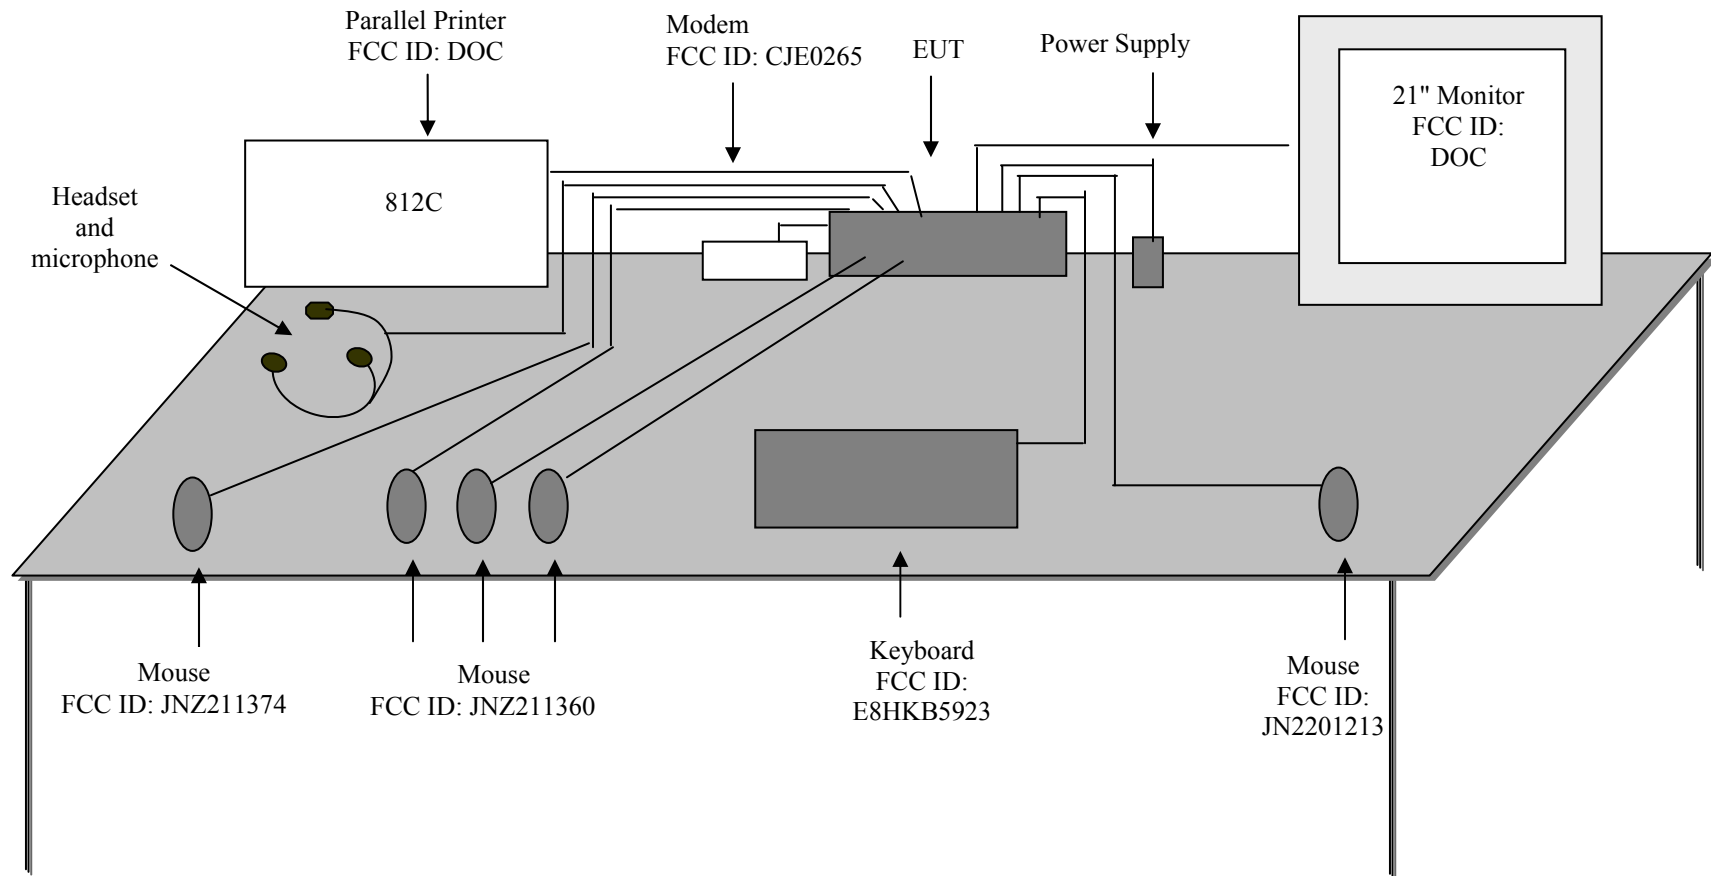 Parallel Printer
FCC ID: DOC
Modem
FCC ID: CJE0265
EUT
Power Supply
21" Monitor
FCC ID:
DOC
812C
Headset
and
microphone
Mouse
FCC ID: JNZ211374
Mouse
FCC ID: JNZ211360
Keyboard
FCC ID:
E8HKB5923
Mouse
FCC ID:
JN2201213